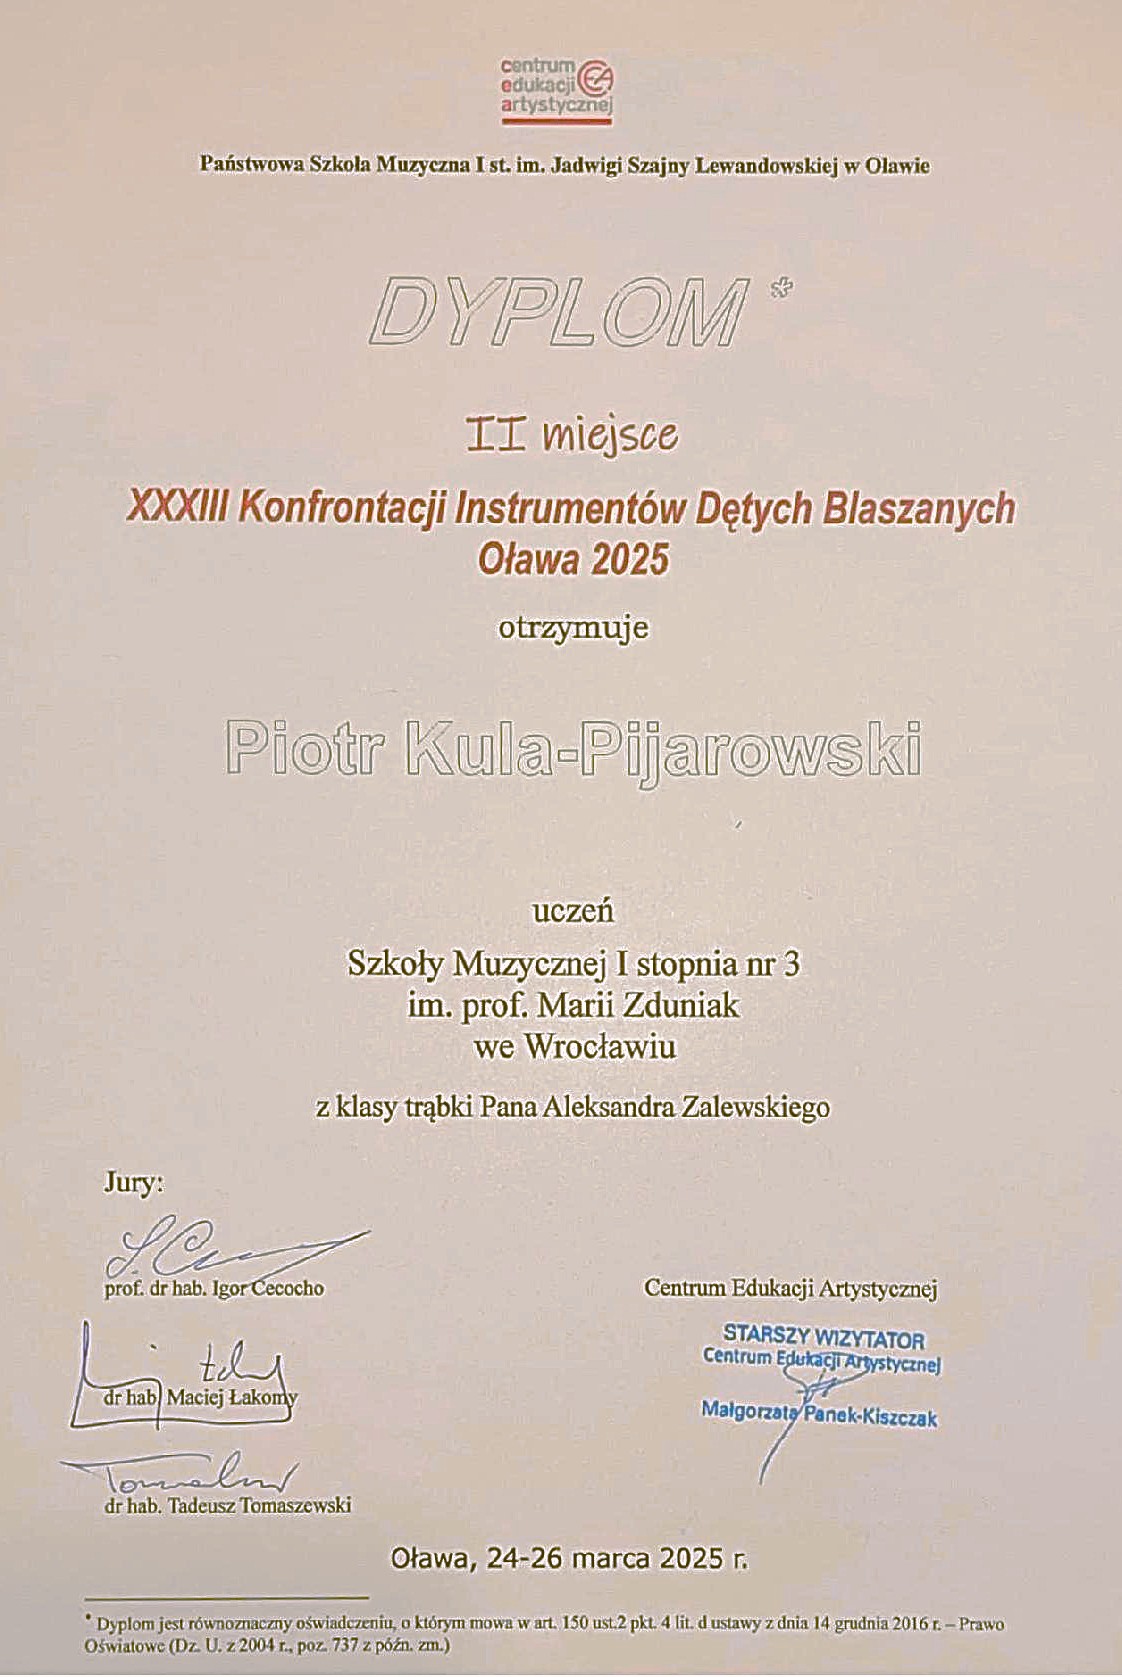 centrum
edukacji
artystycznej
CEA
Państwowa Szkoła Muzyczna I st. im. Jadwigi Szajny Lewandowskiej w Oławie
DYPLOM *
II miejsce
XXXIII Konfrontacji Instrumentów Dętych Blaszanych
Oława 2025
otrzymuje
Piotr Kula-Pijarowski
uczeń
Szkoły Muzycznej I stopnia nr 3
im. prof. Marii Zduniak
we Wrocławiu
z klasy trąbki Pana Aleksandra Zalewskiego
Jury:
prof. dr hab. Igor Cecocho
dr hab. Maciej Łakomy
dr hab. Tadeusz Tomaszewski
Centrum Edukacji Artystycznej
STARSZY WIZYTATOR
Centrum Edukacji Artystycznej
Małgorzata Panek-Kiszczak
Oława, 24-26 marca 2025 r.
* Dyplom jest równoznaczny oświadczeniu, o którym mowa w art. 150 ust.2 pkt. 4 lit. d ustawy z dnia 14 grudnia 2016 r. – Prawo
Oświatowe (Dz. U. z 2004 r., poz. 737 z późn. zm.)